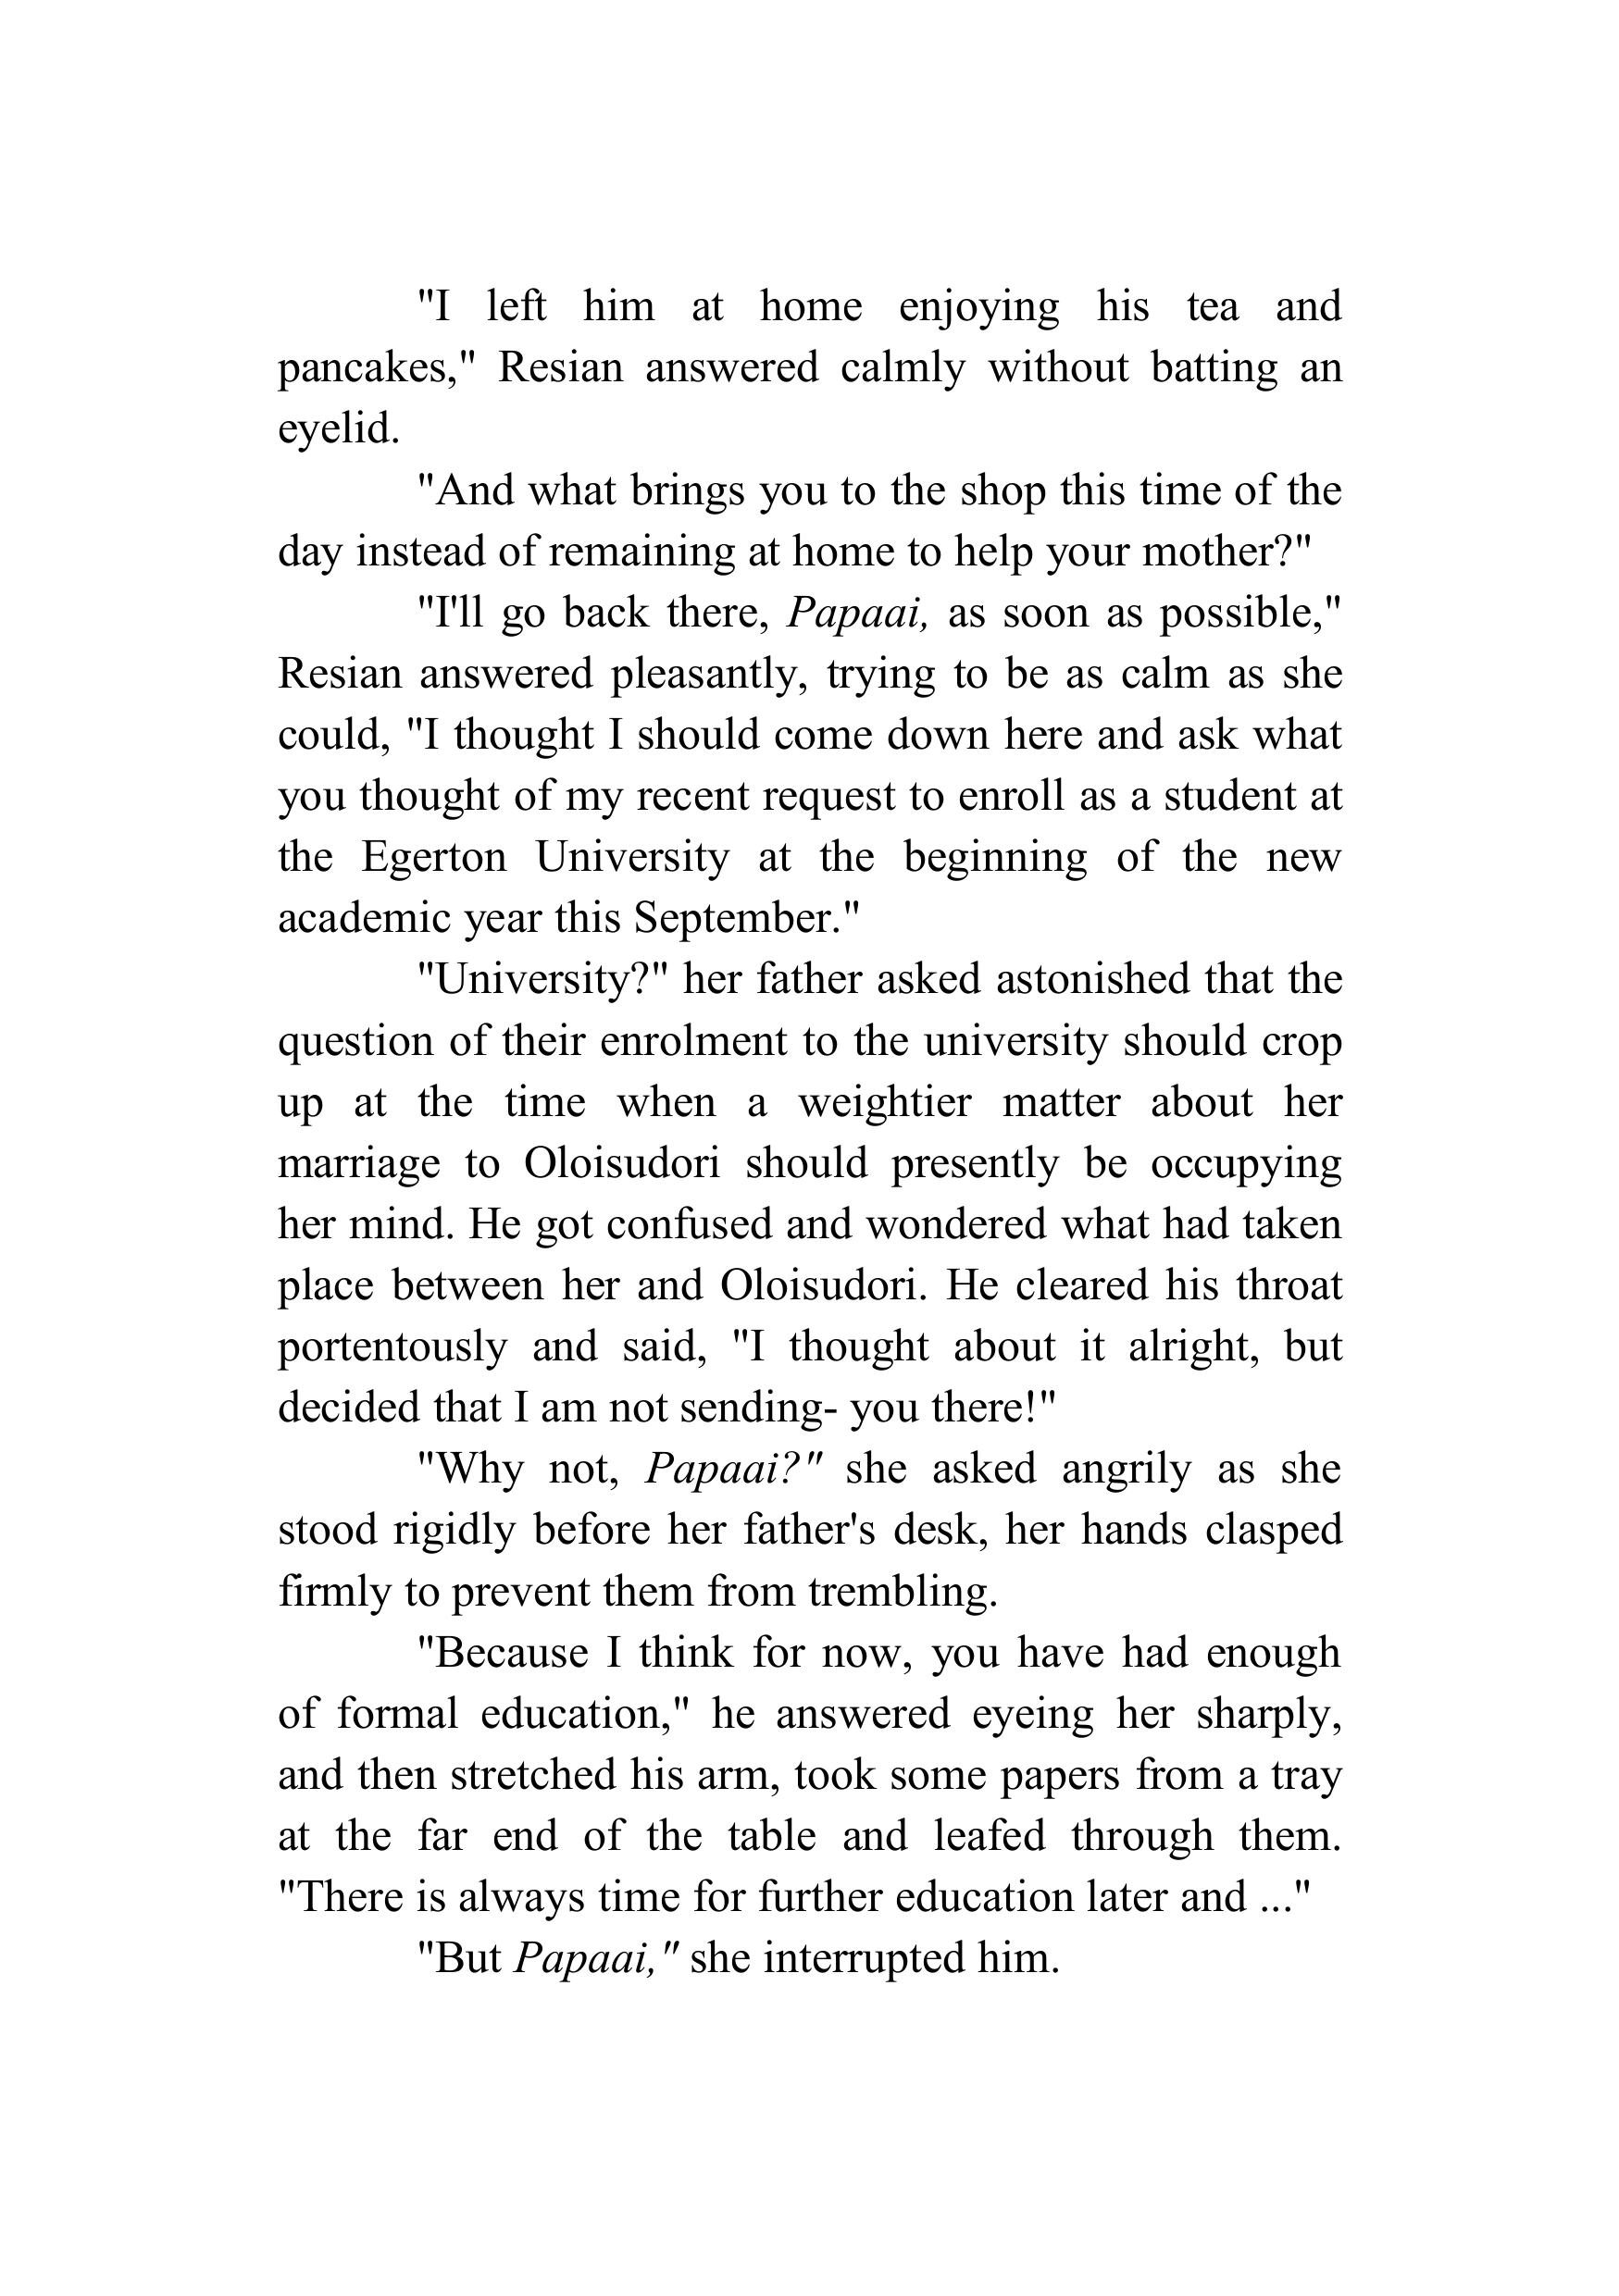 "I left him at home enjoying his tea and
pancakes," Resian answered calmly without batting an
eyelid.
"And what brings you to the shop this time of the
day instead of remaining at home to help your mother?"
"I'll go back there, Papaai, as soon as possible,"
Resian answered pleasantly, trying to be as calm as she
could, "I thought I should come down here and ask what
you thought of my recent request to enroll as a student at
the Egerton University at the beginning of the new
academic year this September."
"University?" her father asked astonished that the
question of their enrolment to the university should crop
up at the time when a weightier matter about her
marriage to Oloisudori should presently be occupying
her mind. He got confused and wondered what had taken
place between her and Oloisudori. He cleared his throat
portentously and said, "I thought about it alright, but
decided that I am not sending- you there!"
"Why not, Papaai?" she asked angrily as she
stood rigidly before her father's desk, her hands clasped
firmly to prevent them from trembling.
"Because I think for now, you have had enough
of formal education," he answered eyeing her sharply,
and then stretched his arm, took some papers from a tray
at the far end of the table and leafed through them.
"There is always time for further education later and ..."
"But Papaai," she interrupted him.